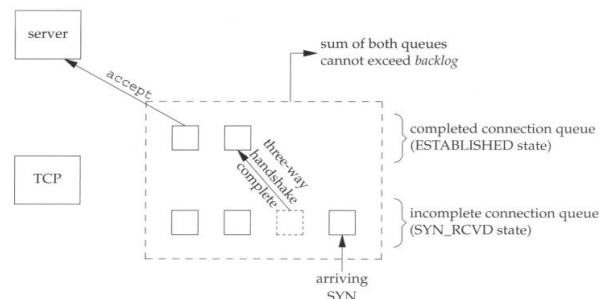 server
sum of both queues
cannot exceed backlog
accept
three-way
handshake
complete
completed connection queue
(ESTABLISHED state)
TCP
incomplete connection queue
(SYN_RCVD state)
arriving
SYN